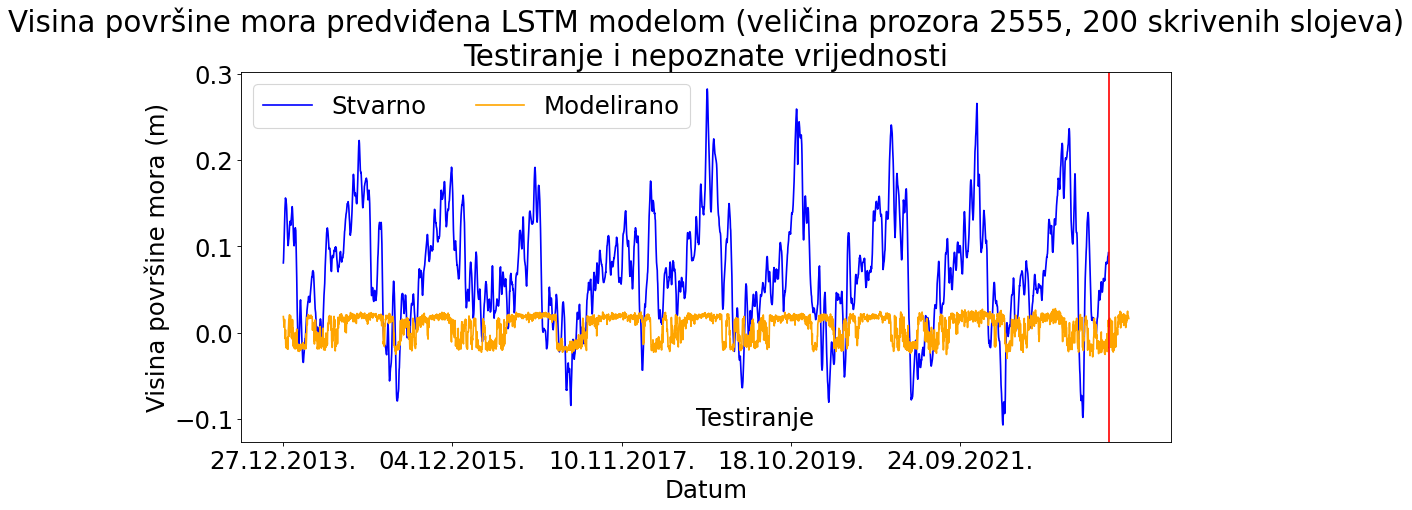 Visina površine mora predviđena LSTM modelom (veličina prozora 2555, 200 skrivenih slojeva)
Testiranje i nepoznate vrijednosti
Stvarno
Modelirano
Visina površine mora (m)
0.3
0.2
0.1
0.0
−0.1
Testiranje
27.12.2013.
04.12.2015.
10.11.2017.
18.10.2019.
24.09.2021.
Datum